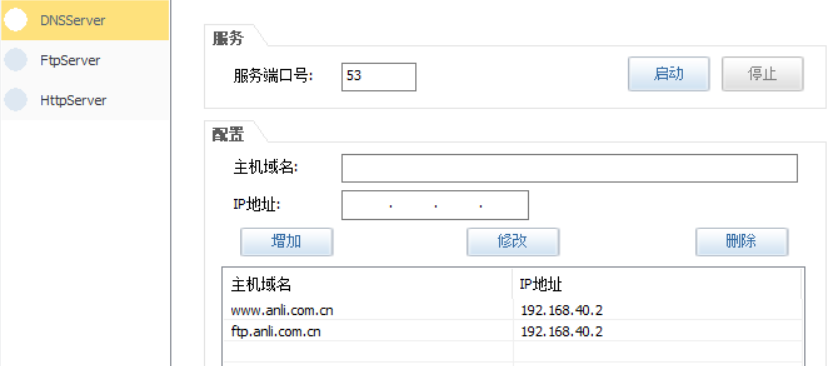 DNSServer
FtpServer
HttpServer
服务
服务端口号: 53 启动 停止
配置
主机域名:
IP地址: . . .
增加 修改 删除
主机域名 IP地址
www.anli.com.cn 192.168.40.2
ftp.anli.com.cn 192.168.40.2